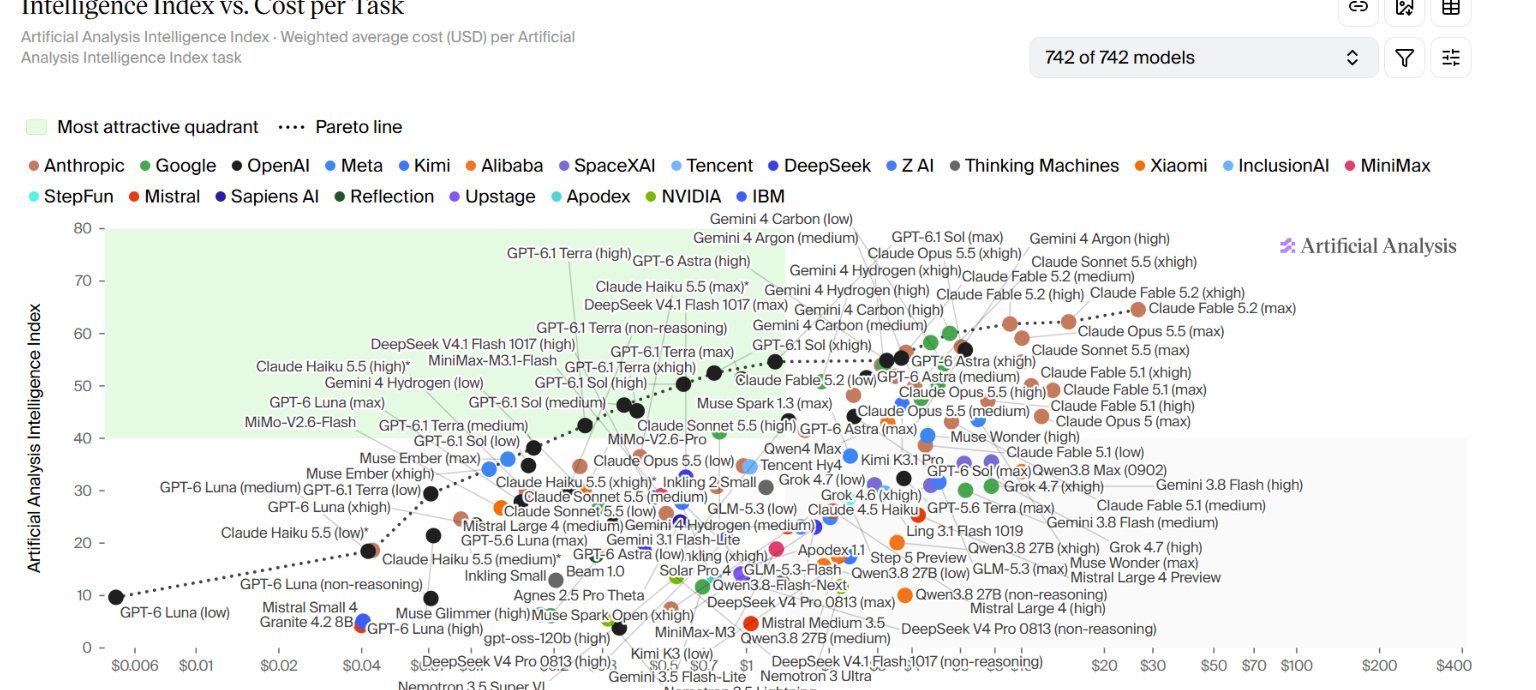 Intelligence Index vs. Cost per Task
Artificial Analysis Intelligence Index · Weighted average cost (USD) per Artificial
Analysis Intelligence Index task
742 of 742 models
Most attractive quadrant
Pareto line
Anthropic Google OpenAI Meta Kimi Alibaba SpaceXAI Tencent DeepSeek Z AI Thinking Machines Xiaomi InclusionAI MiniMax
StepFun Mistral Sapiens AI Reflection Upstage Apodex NVIDIA IBM
Artificial Analysis Intelligence Index
80
70
60
50
40
30
20
10
0
Artificial Analysis
Gemini 4 Carbon (low)
Gemini 4 Argon (medium)
GPT-6.1 Sol (max)
Gemini 4 Argon (high)
GPT-6.1 Terra (high)
GPT-6 Astra (high)
Claude Opus 5.5 (xhigh)
Claude Sonnet 5.5 (xhigh)
Gemini 4 Hydrogen (xhigh)
Claude Fable 5.2 (medium)
Claude Haiku 5.5 (max)*
Gemini 4 Hydrogen (high)
Claude Fable 5.2 (high)
Claude Fable 5.2 (xhigh)
DeepSeek V4.1 Flash 1017 (max)
Gemini 4 Carbon (high)
Claude Fable 5.2 (max)
GPT-6.1 Terra (non-reasoning)
Gemini 4 Carbon (medium)
Claude Opus 5.5 (max)
DeepSeek V4.1 Flash 1017 (high)
GPT-6.1 Terra (max)
GPT-6.1 Sol (xhigh)
Claude Sonnet 5.5 (max)
Claude Haiku 5.5 (high)*
MiniMax-M3.1-Flash
GPT-6.1 Terra (xhigh)
GPT-6 Astra (xhigh)
Gemini 4 Hydrogen (low)
GPT-6.1 Sol (high)
Claude Fable 5.2 (low)
GPT-6 Astra (medium)
Claude Fable 5.1 (xhigh)
GPT-6 Luna (max)
GPT-6.1 Sol (medium)
Muse Spark 1.3 (max)
Claude Opus 5.5 (high)
Claude Fable 5.1 (max)
MiMo-V2.6-Flash
GPT-6.1 Terra (medium)
Claude Sonnet 5.5 (high)
Claude Opus 5.5 (medium)
Claude Fable 5.1 (high)
GPT-6.1 Sol (low)
MiMo-V2.6-Pro
GPT-6 Astra (max)
Claude Opus 5 (max)
Muse Ember (max)
Claude Opus 5.5 (low)
Qwen4 Max
Muse Wonder (high)
Muse Ember (xhigh)
Tencent Hy4
Kimi K3.1 Pro
Claude Fable 5.1 (low)
GPT-6 Luna (medium)
GPT-6.1 Terra (low)
Claude Haiku 5.5 (xhigh)*
Inkling 2 Small
Grok 4.7 (low)
GPT-6 Sol (max)
Qwen3.8 Max (0902)
GPT-6 Luna (xhigh)
Claude Sonnet 5.5 (medium)
Grok 4.6 (xhigh)
Grok 4.7 (xhigh)
Gemini 3.8 Flash (high)
Claude Sonnet 5.5 (low)
GLM-5.3 (low)
Claude 4.5 Haiku
GPT-5.6 Terra (max)
Claude Fable 5.1 (medium)
Claude Haiku 5.5 (low)*
Mistral Large 4 (medium)
Gemini 4 Hydrogen (medium)
Ling 3.1 Flash 1019
Gemini 3.8 Flash (medium)
GPT-5.6 Luna (max)
Gemini 3.1 Flash-Lite
Apodex 1.1
Qwen3.8 27B (xhigh)
Grok 4.7 (high)
Claude Haiku 5.5 (medium)*
GPT-6 Astra (low)
nkling (xhigh)
Step 5 Preview
GLM-5.3 (max)
Muse Wonder (max)
Inkling Small
Beam 1.0
Solar Pro 4
GLM-5.3-Flash
Qwen3.8 27B (low)
Mistral Large 4 Preview
GPT-6 Luna (non-reasoning)
Agnes 2.5 Pro Theta
Qwen3.8-Flash-Next
Qwen3.8 27B (non-reasoning)
GPT-6 Luna (low)
Mistral Small 4
Muse Glimmer (high)
Muse Spark Open (xhigh)
DeepSeek V4 Pro 0813 (max)
Mistral Large 4 (high)
Granite 4.2 8B
GPT-6 Luna (high)
MiniMax-M3
Mistral Medium 3.5
DeepSeek V4 Pro 0813 (non-reasoning)
gpt-oss-120b (high)
Qwen3.8 27B (medium)
DeepSeek V4 Pro 0813 (high)
Kimi K3 (low)
DeepSeek V4.1 Flash 1017 (non-reasoning)
Nemotron 3.5 Super VL
Gemini 3.5 Flash-Lite
Nemotron 3 Ultra
$0.006 $0.01 $0.02 $0.04 $0.7 $1 $20 $30 $50 $70 $100 $200 $400